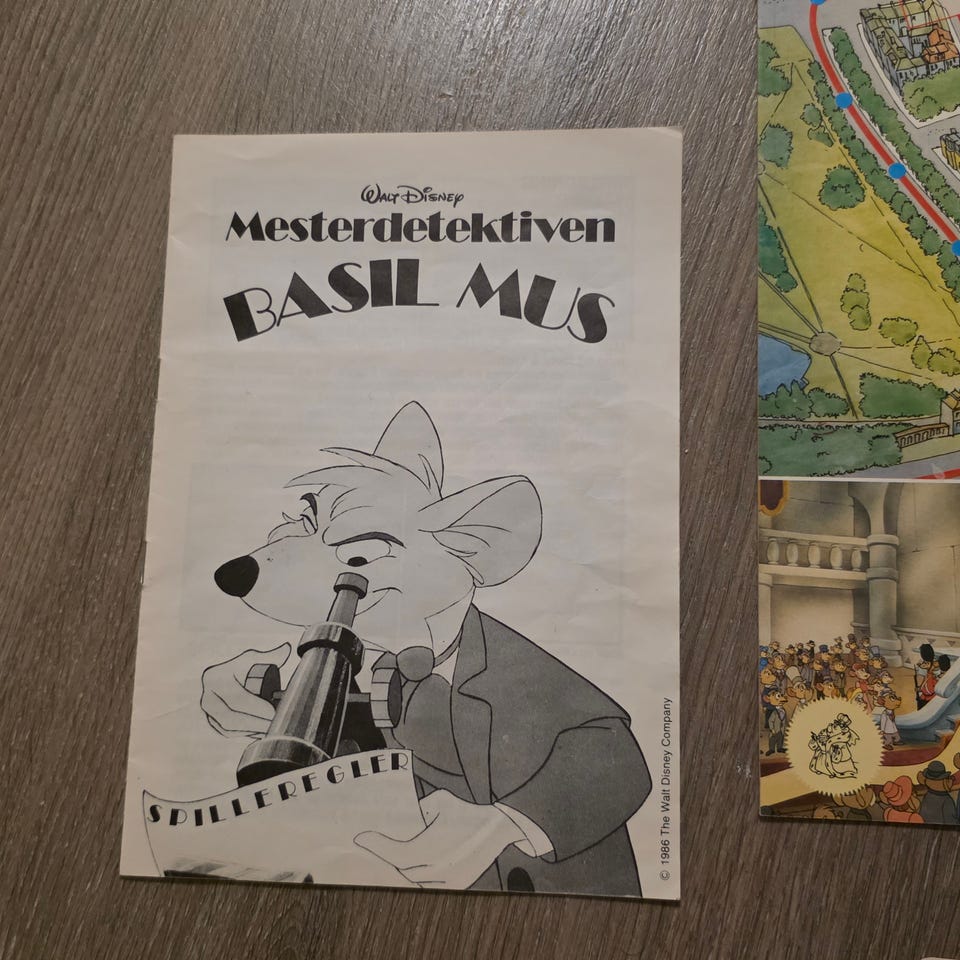 Walt Disney
Mesterdetektiven
BASIL MUS
SPILLEREGLER
© 1986 The Walt Disney Company